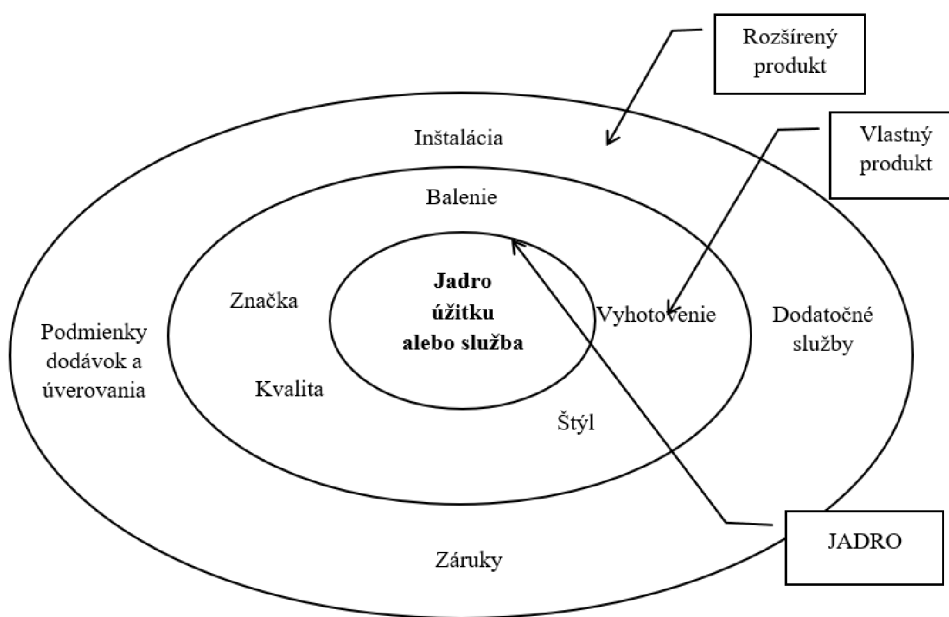 Rozšírený
produkt
Vlastný
produkt
Inštalácia
Balenie
Značka
Jadro
úžitku
alebo služba
Vyhotovenie
Dodatočné
služby
Podmienky
dodávok a
úverovania
Kvalita
Štýl
Záruky
JADRO